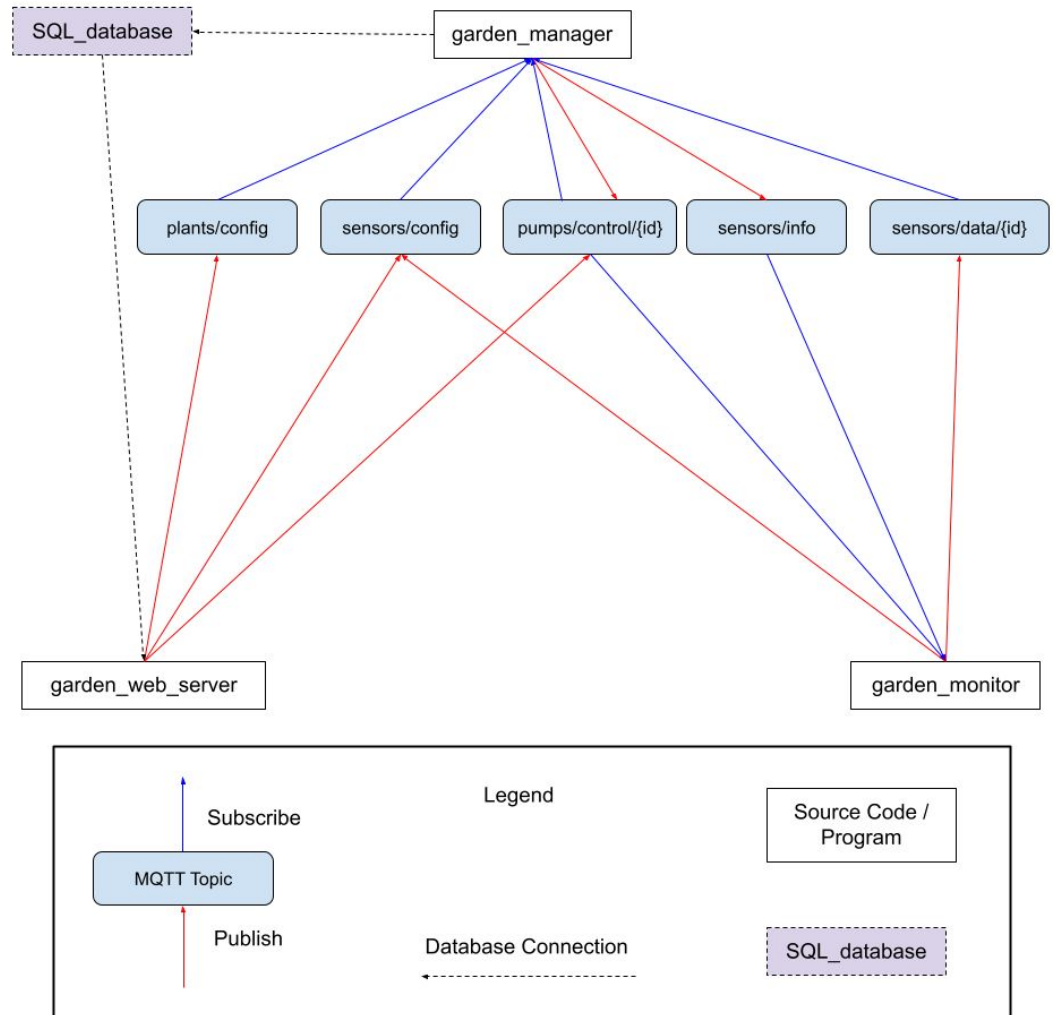 SQL_database
garden_manager
plants/config
sensors/config
pumps/control/{id}
sensors/info
sensors/data/{id}
garden_web_server
garden_monitor
Legend
Subscribe
MQTT Topic
Publish
Database Connection
Source Code /
Program
SQL_database